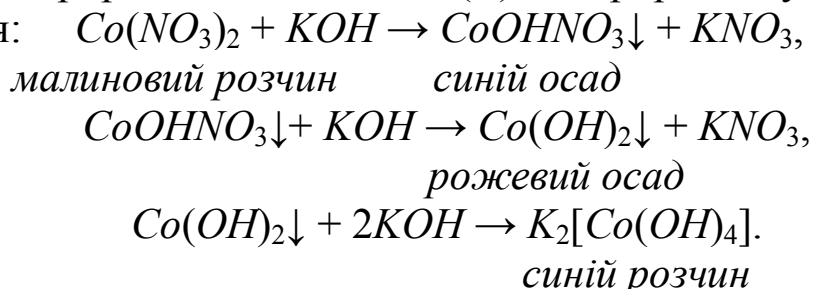 я: Co(NO₃)₂ + KOH → CoOHNO₃↓ + KNO₃,
малиновий розчин синій осад
CoOHNO₃↓+ KOH → Co(OH)₂↓ + KNO₃,
рожевий осад
Co(OH)₂↓ + 2KOH → K₂[Co(OH)₄].
синій розчин